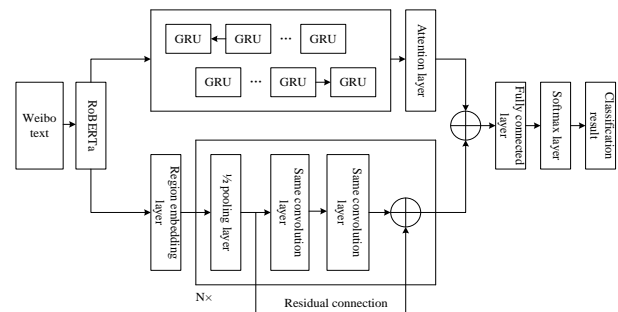 GRU
GRU
...
GRU
GRU
...
GRU
GRU
Attention layer
Weibo
text
RoBERTa
Fully connected
layer
Softmax layer
Classification
result
Region embedding
layer
½ pooling layer
Same convolution
layer
Same convolution
layer
N×
Residual connection